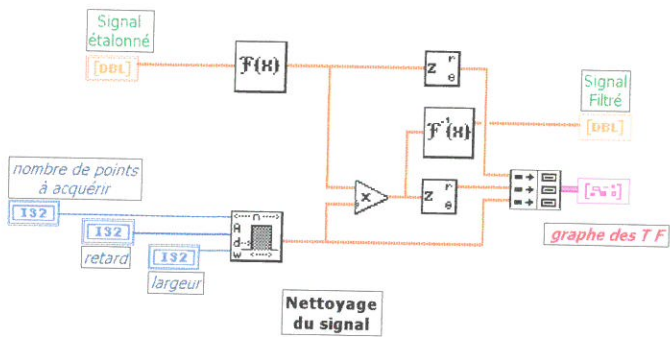 Signal
étalonné
[DBL]
F(x)
z r
e
Signal
Filtré
F⁻¹(x)
[DBL]
nombre de points
à acquérir
I32
I32
retard
I32
largeur
n
A
d
w
x
z r
e
graphe des T F
Nettoyage
du signal